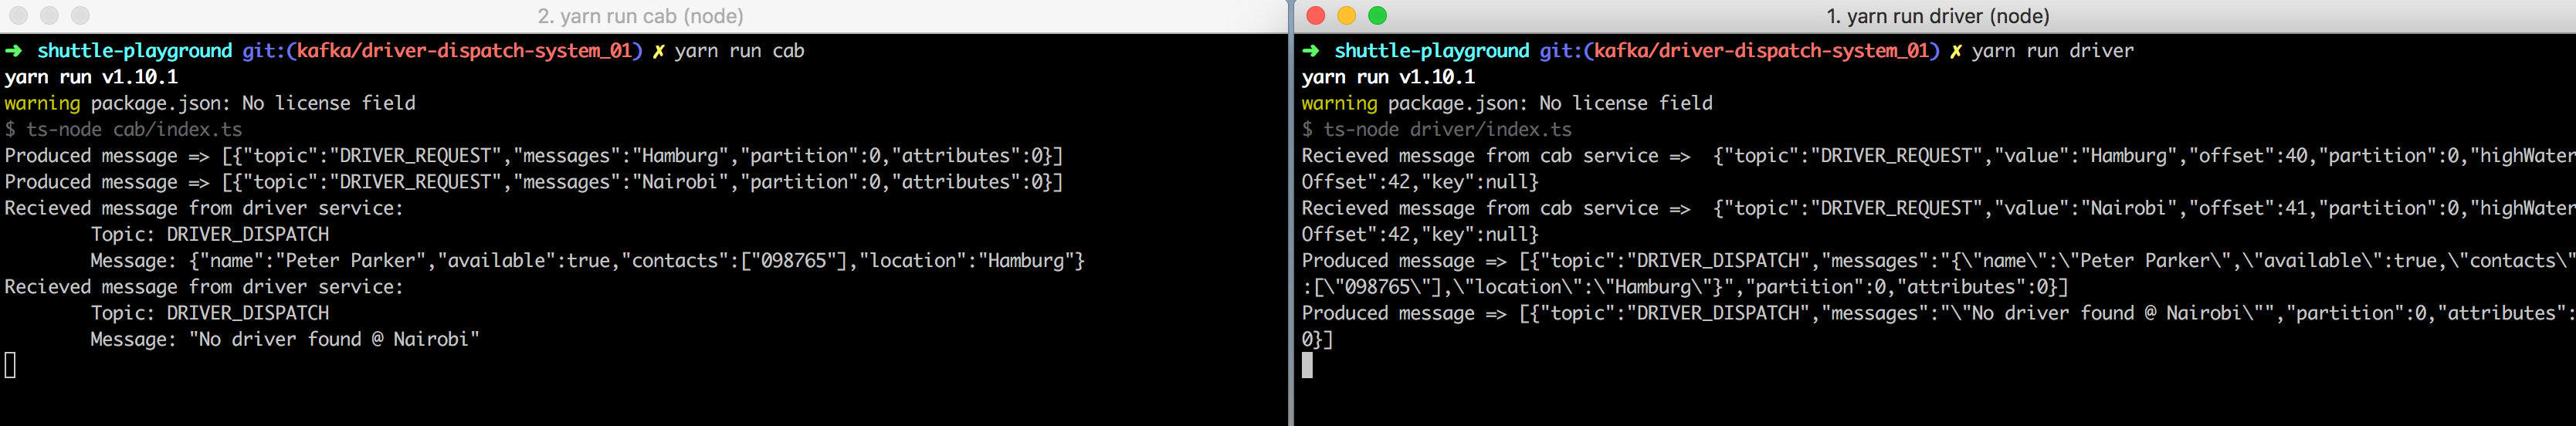 2. yarn run cab (node)
➜ shuttle-playground git:(kafka/driver-dispatch-system_01) ✗ yarn run cab
yarn run v1.10.1
warning package.json: No license field
$ ts-node cab/index.ts
Produced message => [{"topic":"DRIVER_REQUEST","messages":"Hamburg","partition":0,"attributes":0}]
Produced message => [{"topic":"DRIVER_REQUEST","messages":"Nairobi","partition":0,"attributes":0}]
Recieved message from driver service:
Topic: DRIVER_DISPATCH
Message: {"name":"Peter Parker","available":true,"contacts":["098765"],"location":"Hamburg"}
Recieved message from driver service:
Topic: DRIVER_DISPATCH
Message: "No driver found @ Nairobi"
1. yarn run driver (node)
➜ shuttle-playground git:(kafka/driver-dispatch-system_01) ✗ yarn run driver
yarn run v1.10.1
warning package.json: No license field
$ ts-node driver/index.ts
Recieved message from cab service =>  {"topic":"DRIVER_REQUEST","value":"Hamburg","offset":40,"partition":0,"highWater
Offset":42,"key":null}
Recieved message from cab service =>  {"topic":"DRIVER_REQUEST","value":"Nairobi","offset":41,"partition":0,"highWater
Offset":42,"key":null}
Produced message => [{"topic":"DRIVER_DISPATCH","messages":"{\"name\":\"Peter Parker\",\"available\":true,\"contacts\"
:[\"098765\"],\"location\":\"Hamburg\"}","partition":0,"attributes":0}]
Produced message => [{"topic":"DRIVER_DISPATCH","messages":"\"No driver found @ Nairobi\"","partition":0,"attributes":
0}]